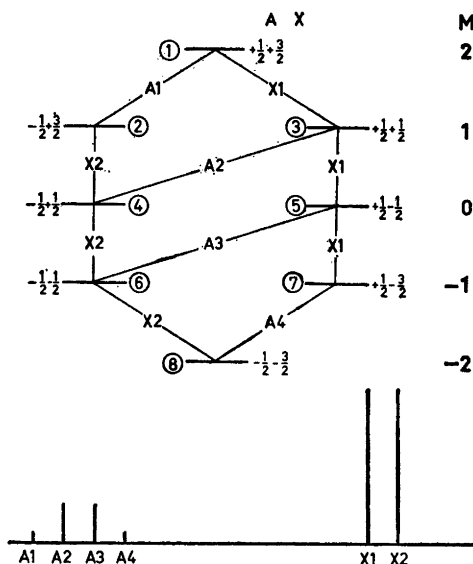 A X M
① +½+3/2 2
A1 X1
-½+3/2 ② ③ +½+½ 1
X2 A2 X1
-½+½ ④ ⑤ +½-½ 0
X2 A3 X1
-½-½ ⑥ ⑦ +½-3/2 -1
X2 A4
⑧ -½-3/2 -2
A1 A2 A3 A4 X1 X2